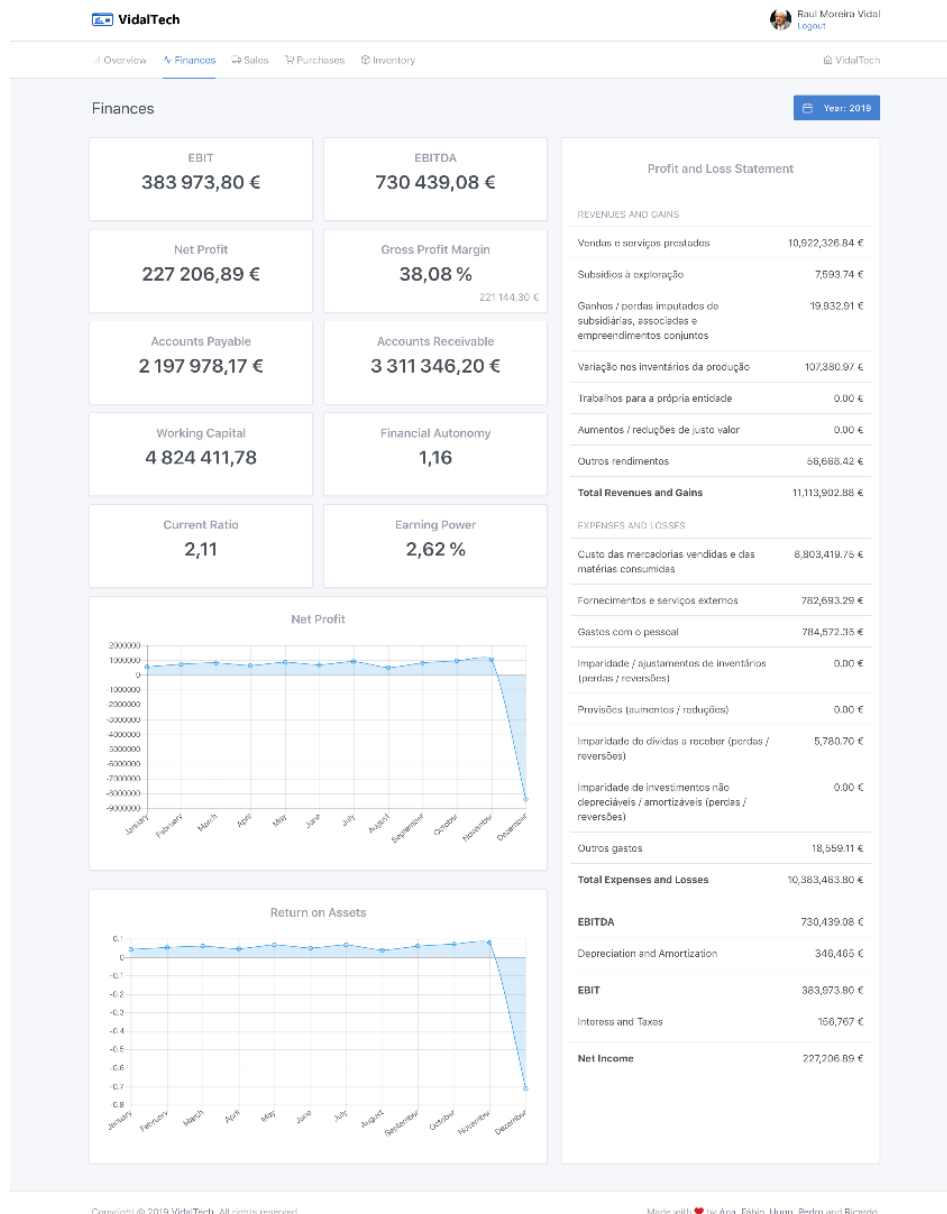 VidalTech
Raul Moreira Vidal
Logout
Overview
Finances
Sales
Purchases
Inventory
VidalTech
Finances
Year: 2019
EBIT
383 973,80 €
EBITDA
730 439,08 €
Net Profit
227 206,89 €
Gross Profit Margin
38,08 %
221 144,30 €
Accounts Payable
2 197 978,17 €
Accounts Receivable
3 311 346,20 €
Working Capital
4 824 411,78
Financial Autonomy
1,16
Current Ratio
2,11
Earning Power
2,62 %
Net Profit
2000000
1000000
0
-1000000
-2000000
-3000000
-4000000
-5000000
-6000000
-7000000
-8000000
-9000000
January
February
March
April
May
June
July
August
September
October
November
Dezember
Return on Assets
0.1
0
-0.1
-0.2
-0.3
-0.4
-0.5
-0.6
-0.7
-0.8
January
February
March
April
May
June
July
August
September
October
November
Dezember
Profit and Loss Statement
REVENUES AND GAINS
Vendas e serviços prestados 10,922,326.84 €
Subsídios à exploração 7,593.74 €
Ganhos / perdas imputados de 19,932.91 €
subsidiárias, associadas e
empreendimentos conjuntos
Variação nos inventários da produção 107,380.97 €
Trabalhos para a própria entidade 0.00 €
Aumentos / reduções de justo valor 0.00 €
Outros rendimentos 56,668.42 €
Total Revenues and Gains 11,113,902.88 €
EXPENSES AND LOSSES
Custo das mercadorias vendidas e das 8,803,419.75 €
matérias consumidas
Fornecimentos e serviços externos 782,693.29 €
Gastos com o pessoal 784,572.35 €
Imparidade / ajustamentos de inventários 0.00 €
(perdas / reversões)
Provisões (aumentos / reduções) 0.00 €
Imparidade de dívidas a receber (perdas / 5,780.70 €
reversões)
Imparidade de investimentos não 0.00 €
depreciáveis / amortizáveis (perdas /
reversões)
Outros gastos 18,559.11 €
Total Expenses and Losses 10,383,463.80 €
EBITDA 730,439.08 €
Depreciation and Amortization 346,465 €
EBIT 383,973.80 €
Interess and Taxes 156,767 €
Net Income 227,206.89 €
Copyright © 2019 VidalTech. All rights reserved.
Made with ❤ by Ana, Fábio, Hugo, Pedro and Ricardo.